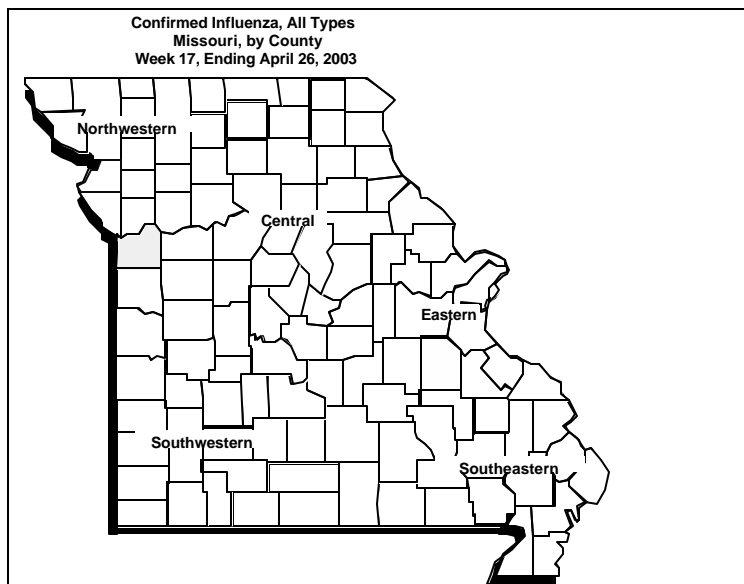 Confirmed Influenza, All Types
Missouri, by County
Week 17, Ending April 26, 2003
Northwestern
Central
Eastern
Southwestern
Southeastern